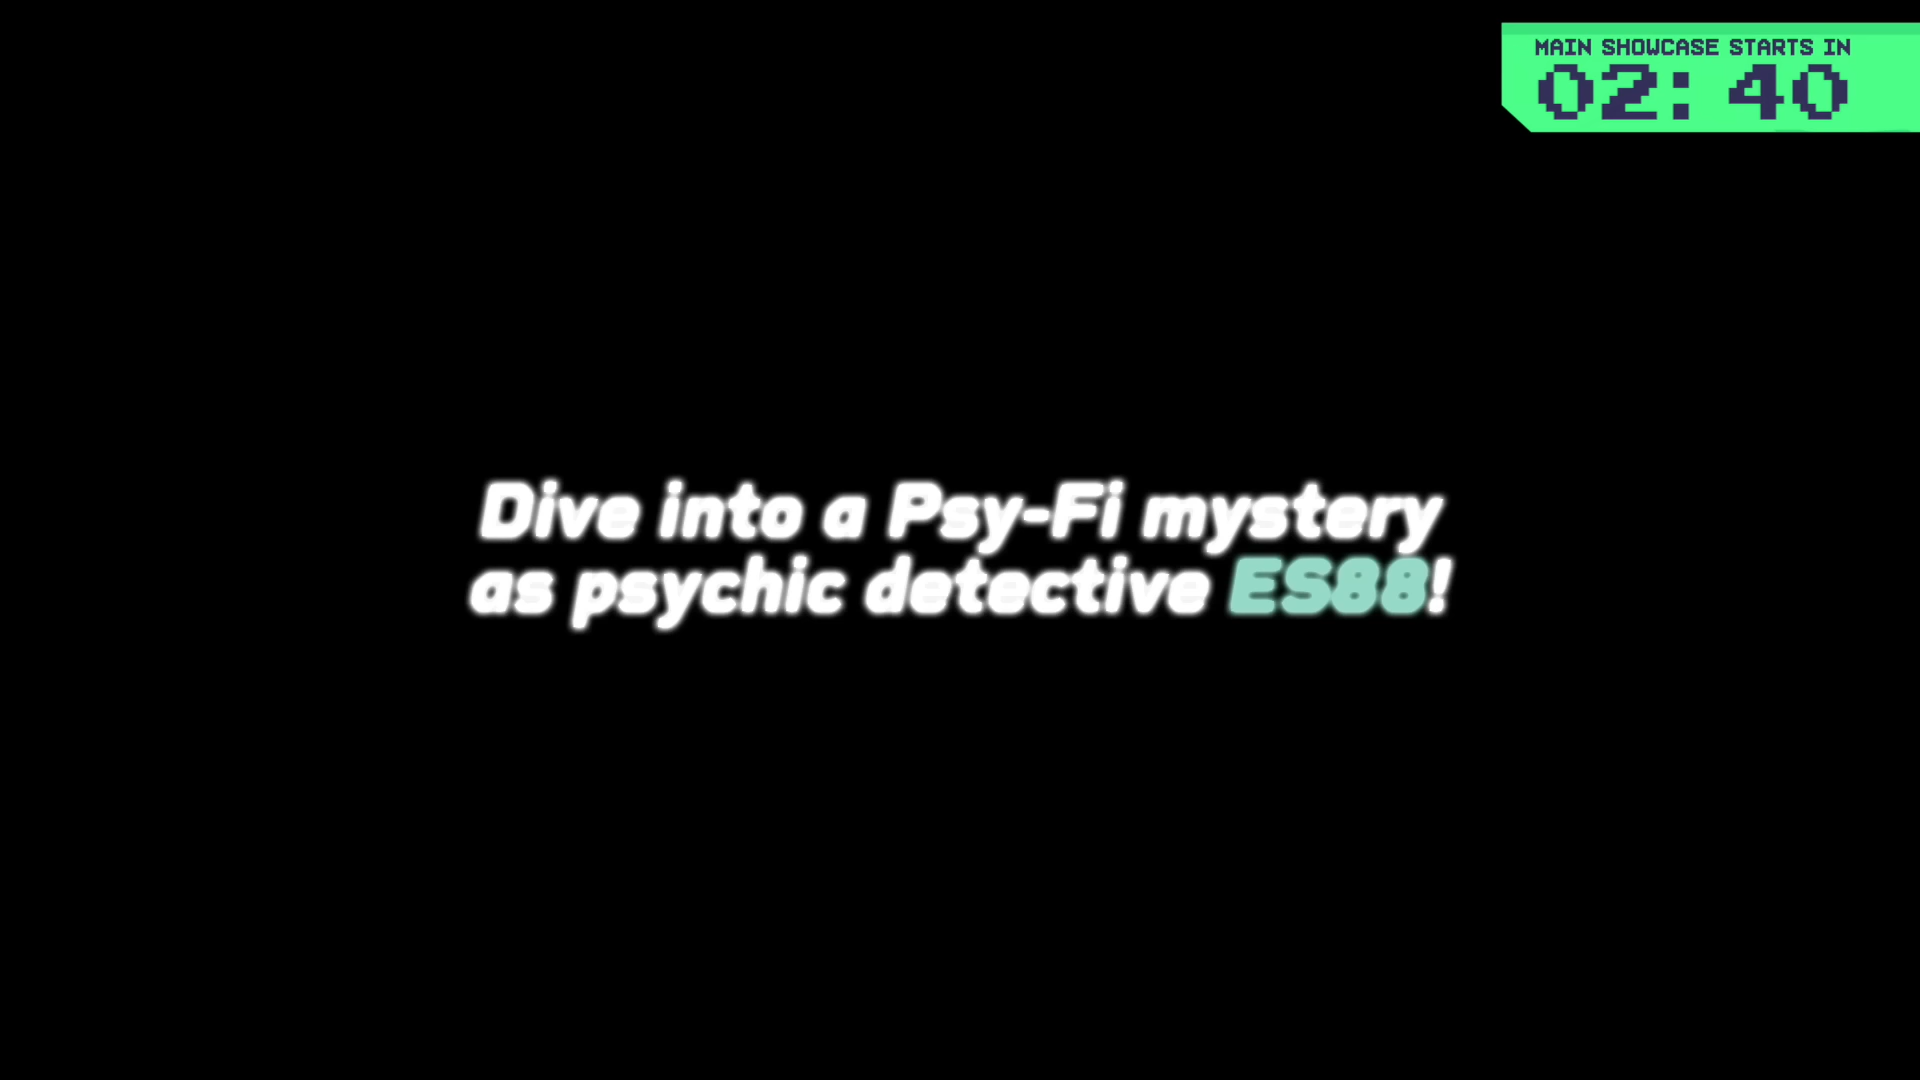 MAIN SHOWCASE STARTS IN
02:40
Dive into a Psy-Fi mystery
as psychic detective ES88!